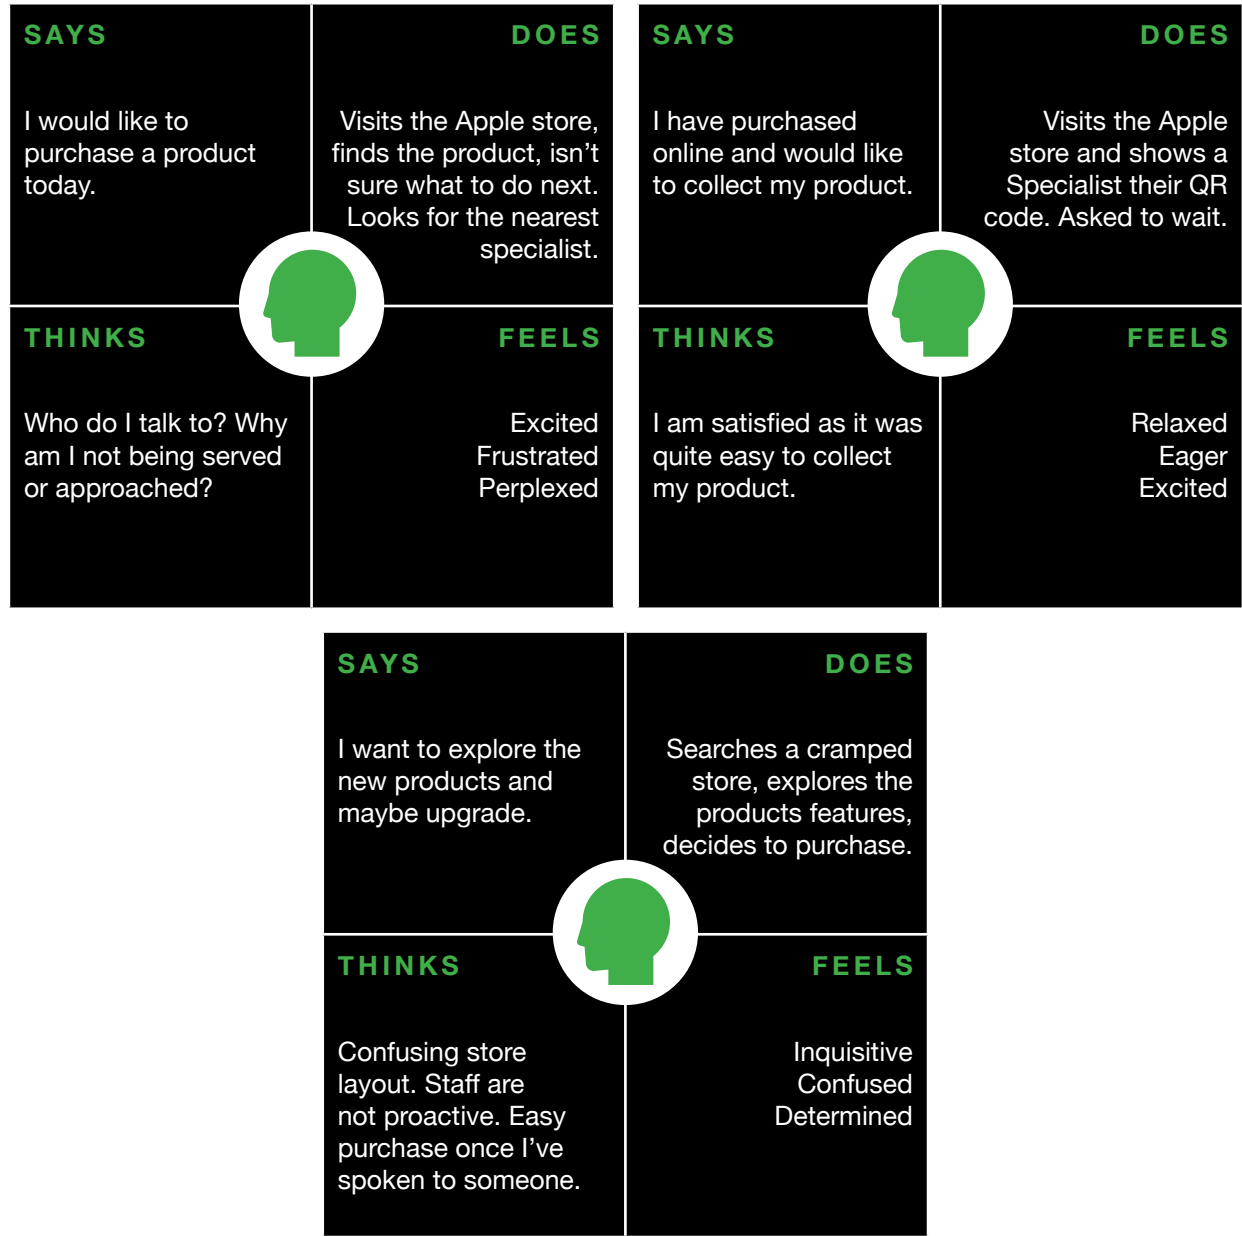 SAYS
I would like to
purchase a product
today.
DOES
Visits the Apple store,
finds the product, isn’t
sure what to do next.
Looks for the nearest
specialist.
THINKS
Who do I talk to? Why
am I not being served
or approached?
FEELS
Excited
Frustrated
Perplexed
SAYS
I have purchased
online and would like
to collect my product.
DOES
Visits the Apple
store and shows a
Specialist their QR
code. Asked to wait.
THINKS
I am satisfied as it was
quite easy to collect
my product.
FEELS
Relaxed
Eager
Excited
SAYS
I want to explore the
new products and
maybe upgrade.
DOES
Searches a cramped
store, explores the
products features,
decides to purchase.
THINKS
Confusing store
layout. Staff are
not proactive. Easy
purchase once I’ve
spoken to someone.
FEELS
Inquisitive
Confused
Determined